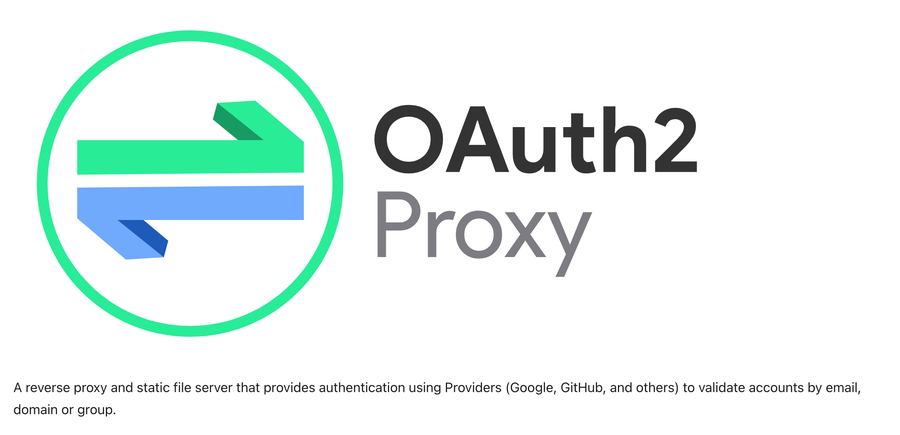 OAuth2
Proxy
A reverse proxy and static file server that provides authentication using Providers (Google, GitHub, and others) to validate accounts by email,
domain or group.